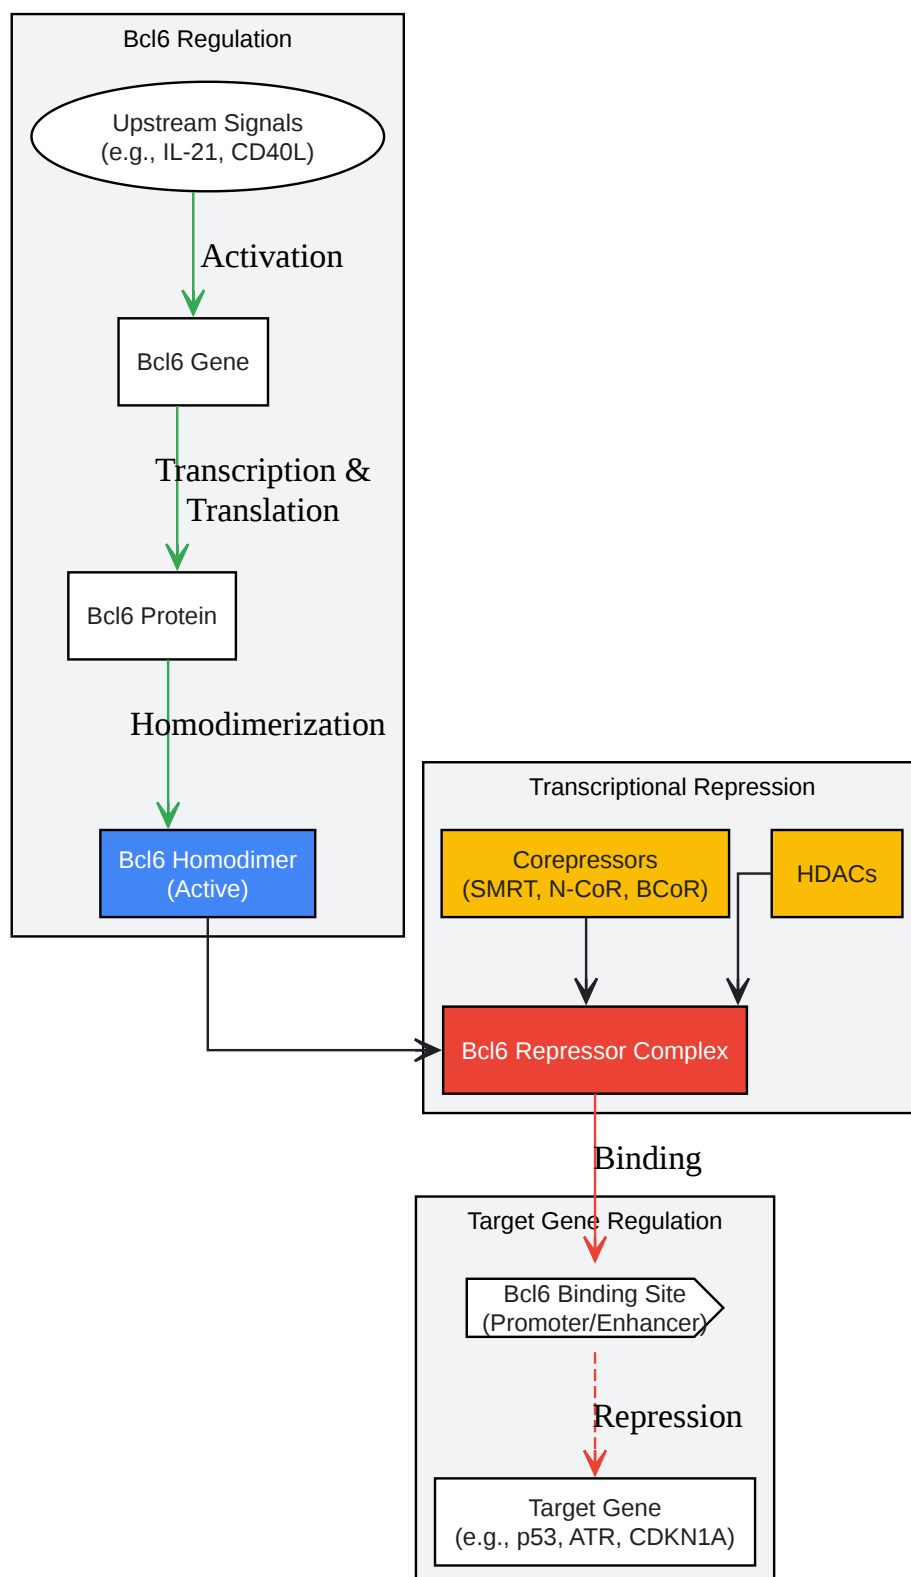 Bcl6 Regulation
Upstream Signals
(e.g., IL-21, CD40L)
Activation
Bcl6 Gene
Transcription &
Translation
Bcl6 Protein
Homodimerization
Bcl6 Homodimer
(Active)
Transcriptional Repression
Corepressors
(SMRT, N-CoR, BCoR)
HDACs
Bcl6 Repressor Complex
Binding
Target Gene Regulation
Bcl6 Binding Site
(Promoter/Enhancer)
Repression
Target Gene
(e.g., p53, ATR, CDKN1A)